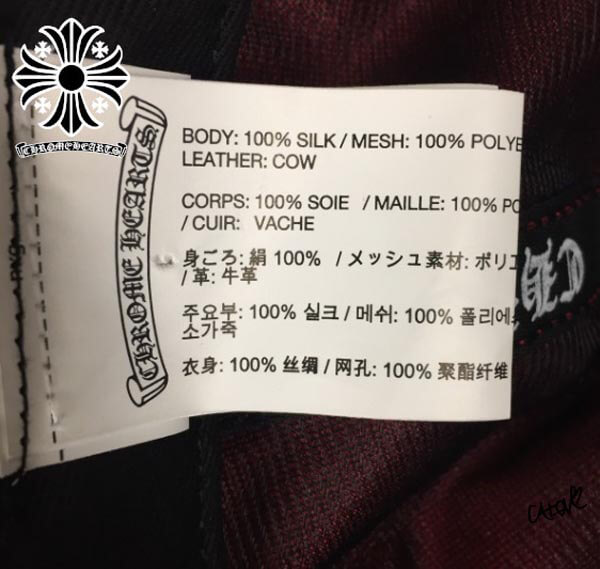 CHROME HEARTS
CHROME HEARTS
BODY: 100% SILK / MESH: 100% POLYE
LEATHER: COW
CORPS: 100% SOIE / MAILLE: 100% PO
/ CUIR: VACHE
身ごろ: 絹 100% / メッシュ素材: ポリエ
/ 革: 牛革
주요부: 100% 실크 / 메쉬: 100% 폴리에
소가죽
衣身: 100% 丝绸 / 网孔: 100% 聚酯纤维